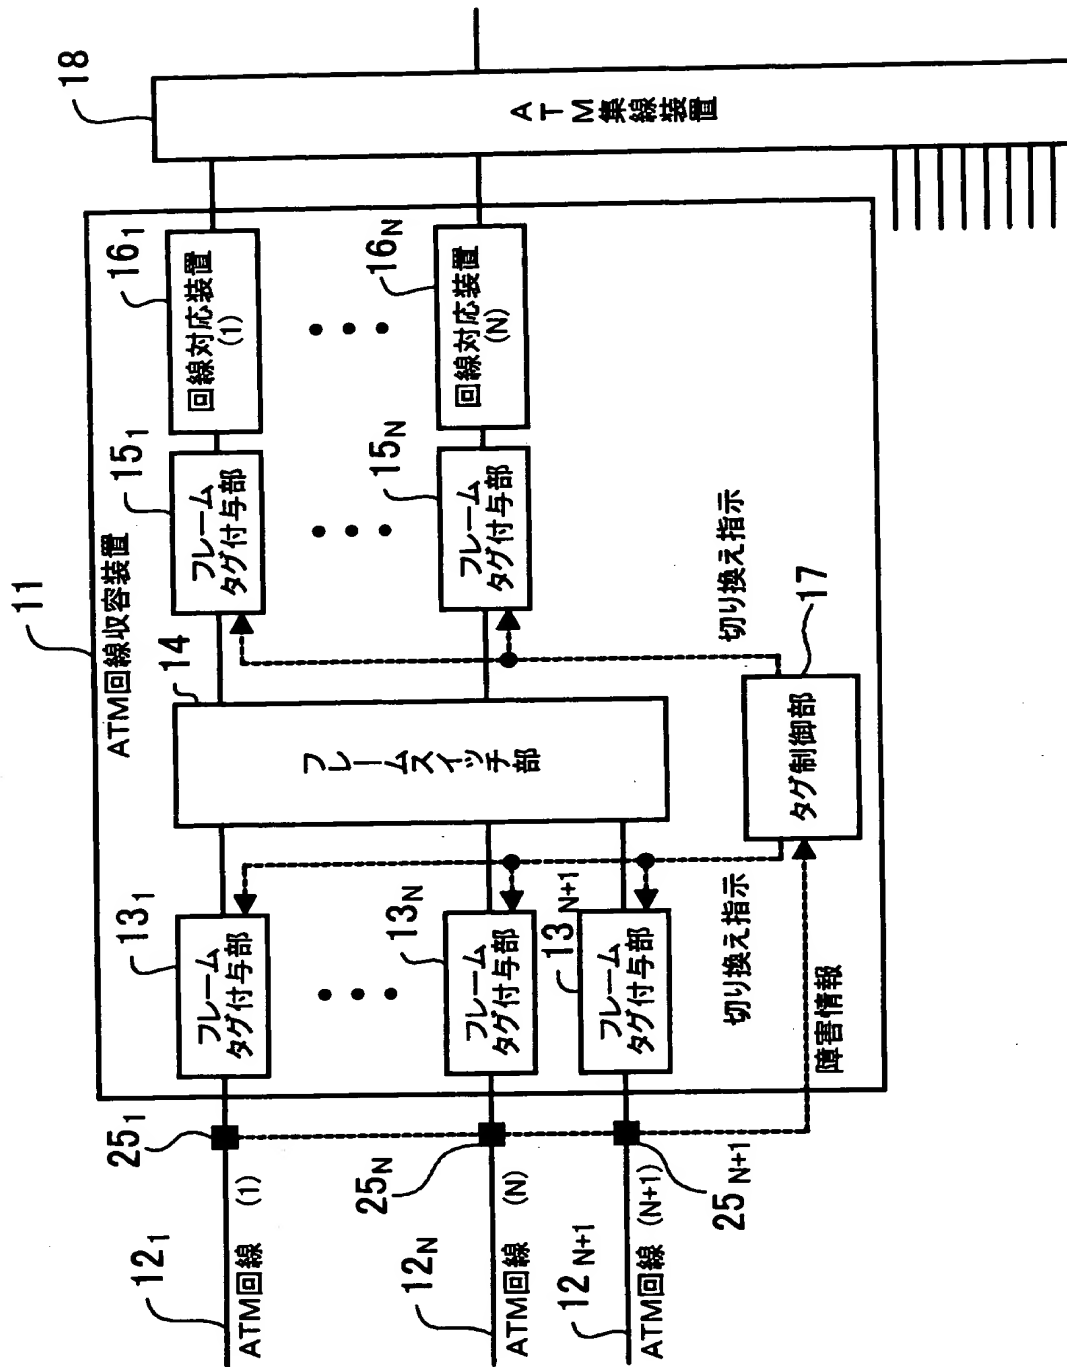 11
ATM回線収容装置
12₁
ATM回線 (1)
25₁
13₁
フレーム
タグ付与部
14
フレームスイッチ部
15₁
フレーム
タグ付与部
16₁
回線対応装置
(1)
18
ATM集線装置
12N
ATM回線 (N)
25N
13N
フレーム
タグ付与部
15N
フレーム
タグ付与部
16N
回線対応装置
(N)
12N+1
ATM回線 (N+1)
25N+1
13N+1
フレーム
タグ付与部
切り換え指示
切り換え指示
障害情報
タグ制御部
17